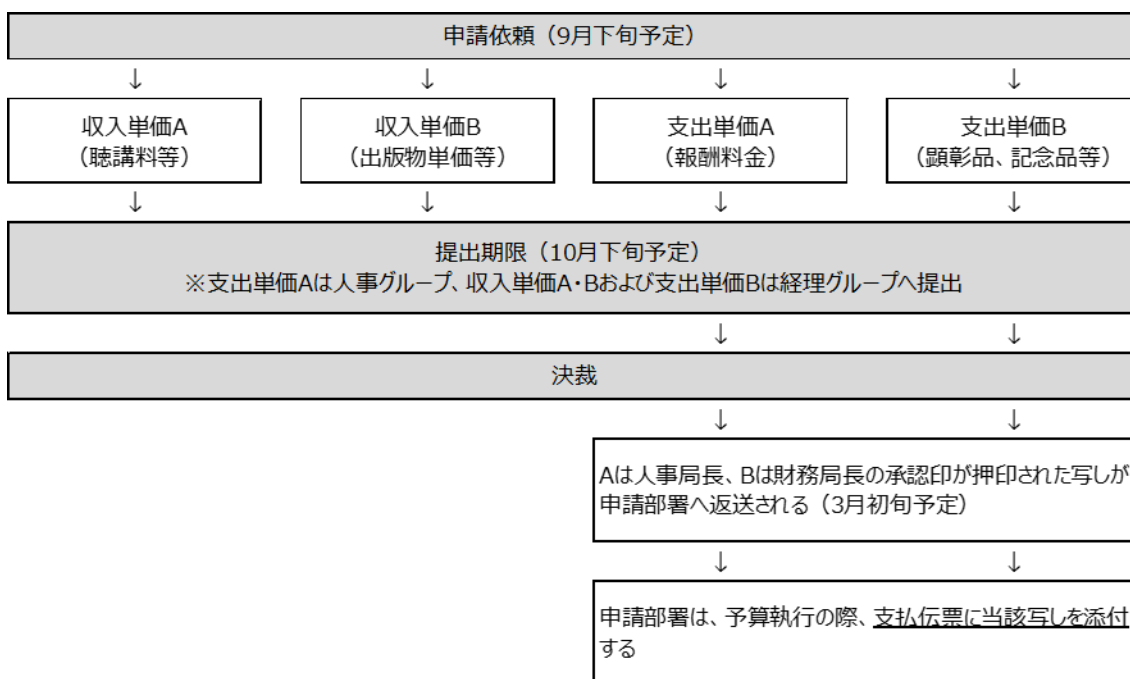 申請依頼（9月下旬予定）
↓ ↓ ↓ ↓
収入単価A
（聴講料等）
収入単価B
（出版物単価等）
支出単価A
（報酬料金）
支出単価B
（顕彰品、記念品等）
↓ ↓ ↓ ↓
提出期限（10月下旬予定）
※支出単価Aは人事グループ、収入単価A・Bおよび支出単価Bは経理グループへ提出
↓ ↓
決裁
↓ ↓
Aは人事局長、Bは財務局長の承認印が押印された写しが
申請部署へ返送される（3月初旬予定）
↓ ↓
申請部署は、予算執行の際、支払伝票に当該写しを添付
する